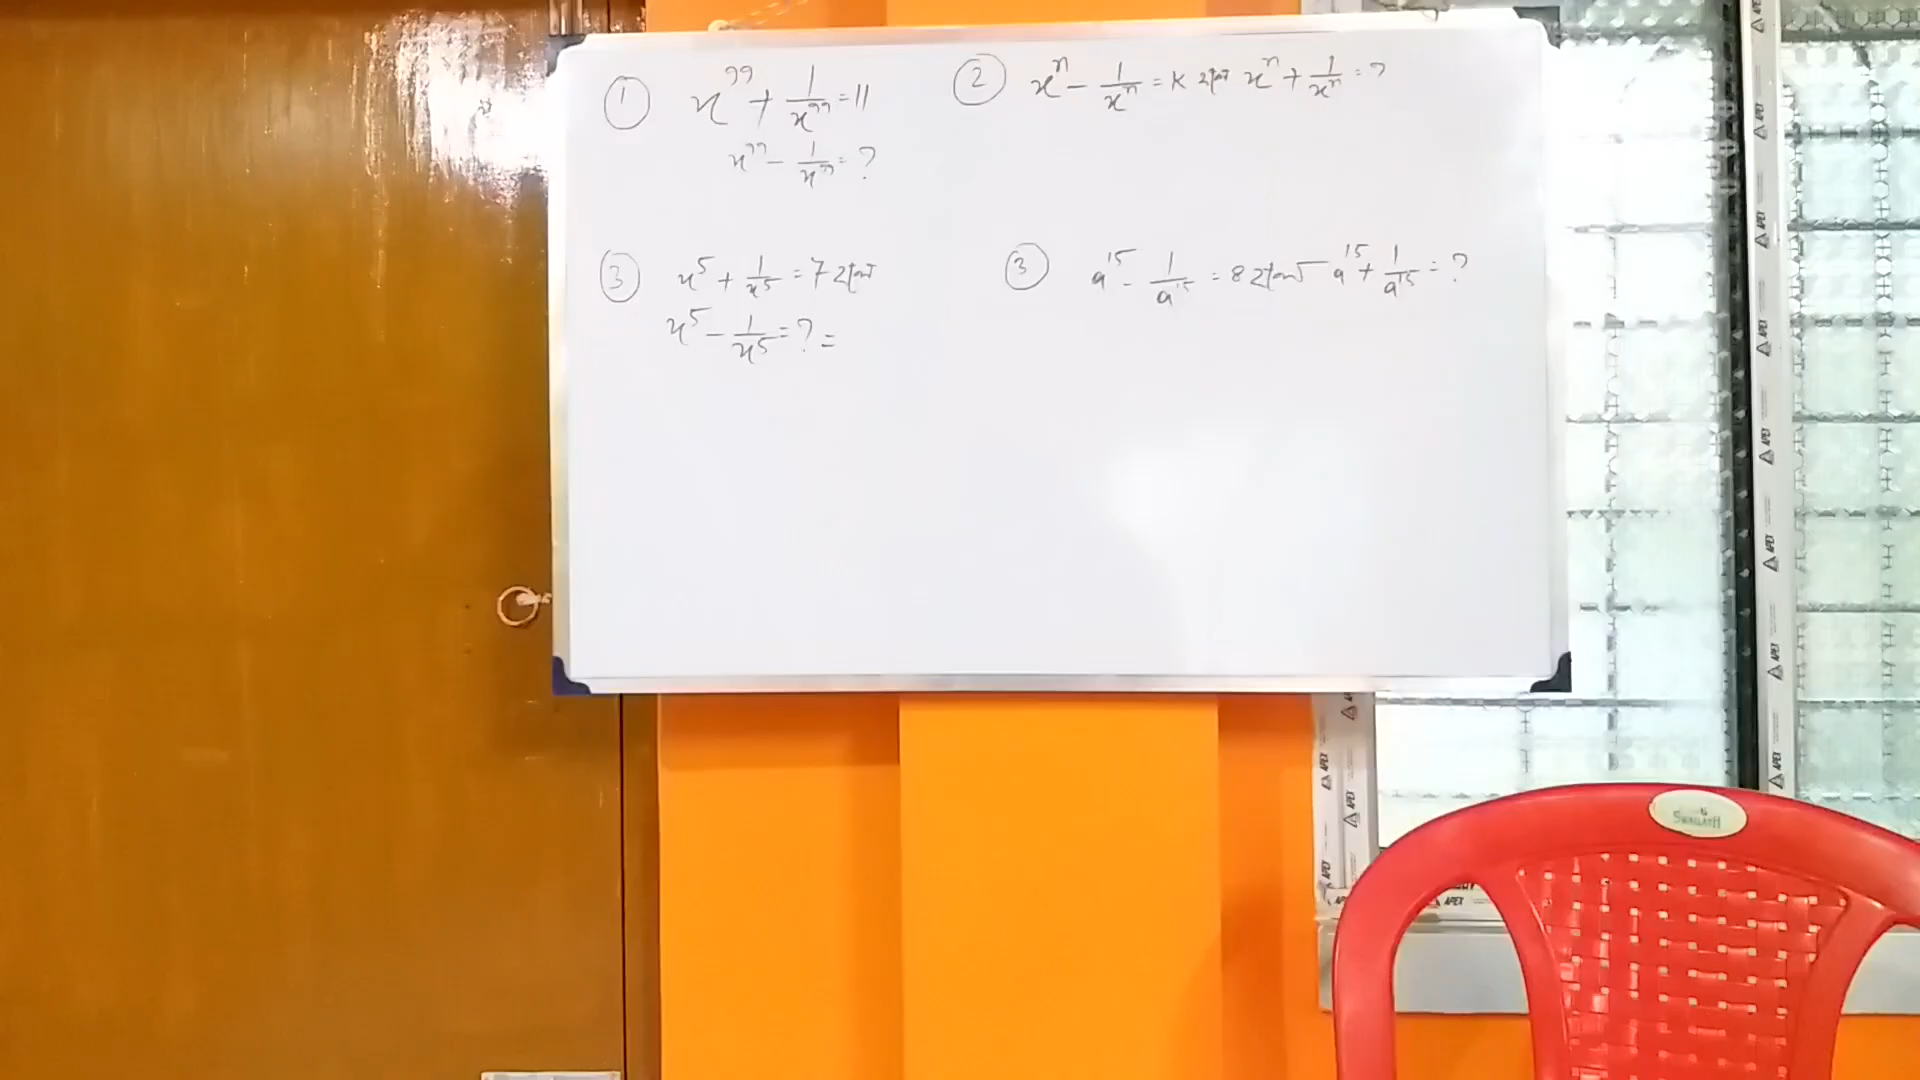 ① x⁹⁹ + 1/x⁹⁹ = 11
x⁹⁹ - 1/x⁹⁹ = ?
② xⁿ - 1/xⁿ = K হলে xⁿ + 1/xⁿ = ?
③ x⁵ + 1/x⁵ = 7 হলে
x⁵ - 1/x⁵ = ? =
③ a¹⁵ - 1/a¹⁵ = 8 হলে a¹⁵ + 1/a¹⁵ = ?
APEX